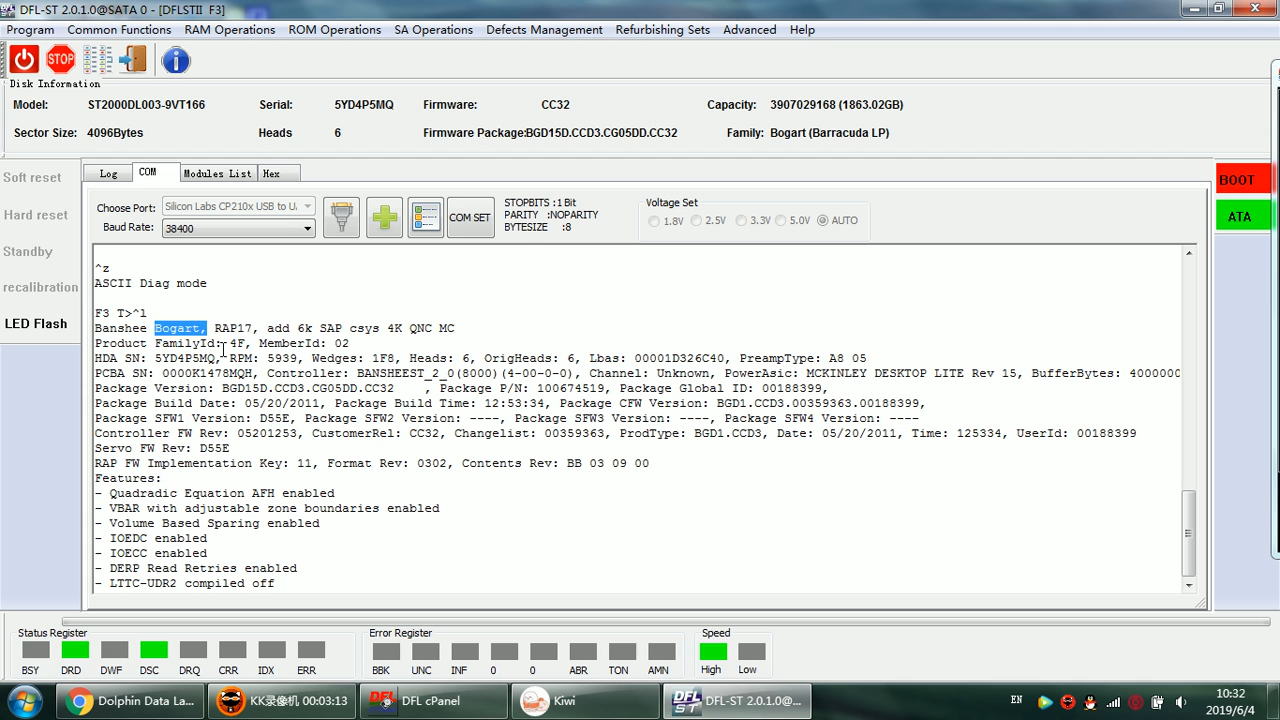 DFL-ST 2.0.1.0@SATA 0 - [DFLSTII F3]
Program Common Functions RAM Operations ROM Operations SA Operations Defects Management Refurbishing Sets Advanced Help
STOP
Disk Information
Model: ST2000DL003-9VT166 Serial: 5YD4P5MQ Firmware: CC32 Capacity: 3907029168 (1863.02GB)
Sector Size: 4096Bytes Heads 6 Firmware Package:BGD15D.CCD3.CG05DD.CC32 Family: Bogart (Barracuda LP)
Log COM Modules List Hex
Soft reset
Hard reset
Standby
recalibration
LED Flash
Choose Port: Silicon Labs CP210x USB to U.
Baud Rate: 38400
COM SET
STOPBITS :1 Bit
PARITY :NOPARITY
BYTESIZE :8
Voltage Set
1.8V 2.5V 3.3V 5.0V AUTO
BOOT
ATA
^z
ASCII Diag mode
F3 T>^l
Banshee Bogart, RAP17, add 6k SAP csys 4K QNC MC
Product FamilyId: 4F, MemberId: 02
HDA SN: 5YD4P5MQ, RPM: 5939, Wedges: 1F8, Heads: 6, OrigHeads: 6, Lbas: 00001D326C40, PreampType: A8 05
PCBA SN: 0000K1478MQH, Controller: BANSHEEST_2_0(8000)(4-00-0-0), Channel: Unknown, PowerAsic: MCKINLEY DESKTOP LITE Rev 15, BufferBytes: 4000000
Package Version: BGD15D.CCD3.CG05DD.CC32 , Package P/N: 100674519, Package Global ID: 00188399,
Package Build Date: 05/20/2011, Package Build Time: 12:53:34, Package CFW Version: BGD1.CCD3.00359363.00188399,
Package SFW1 Version: D55E, Package SFW2 Version: ----, Package SFW3 Version: ----, Package SFW4 Version: ----
Controller FW Rev: 05201253, CustomerRel: CC32, Changelist: 00359363, ProdType: BGD1.CCD3, Date: 05/20/2011, Time: 125334, UserId: 00188399
Servo FW Rev: D55E
RAP FW Implementation Key: 11, Format Rev: 0302, Contents Rev: BB 03 09 00
Features:
- Quadradic Equation AFH enabled
- VBAR with adjustable zone boundaries enabled
- Volume Based Sparing enabled
- IOEDC enabled
- IOECC enabled
- DERP Read Retries enabled
- LTTC-UDR2 compiled off
Status Register Error Register Speed
BSY DRD DWF DSC DRQ CRR IDX ERR BBK UNC INF 0 0 ABR TON AMN High Low
Dolphin Data La... KK录像机 00:03:13 DFL cPanel Kiwi DFL-ST 2.0.1.0@... EN 10:32
2019/6/4